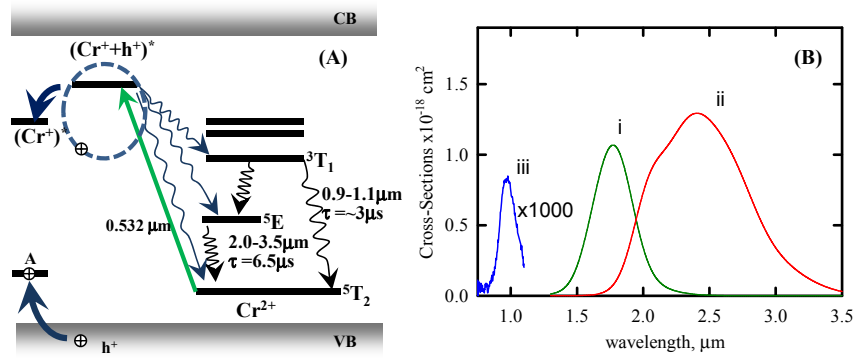 CB
(Cr⁺+h⁺)*
(A)
(Cr⁺)*
³T₁
0.9-1.1μm
τ =~3μs
0.532 μm
⁵E
2.0-3.5μm
τ =6.5μs
A
⁵T₂
Cr²⁺
h⁺
VB
(B)
Cross-Sections x10⁻¹⁸ cm²
1.5
1.0
0.5
0.0
i
ii
iii
x1000
1.0 1.5 2.0 2.5 3.0 3.5
wavelength, μm